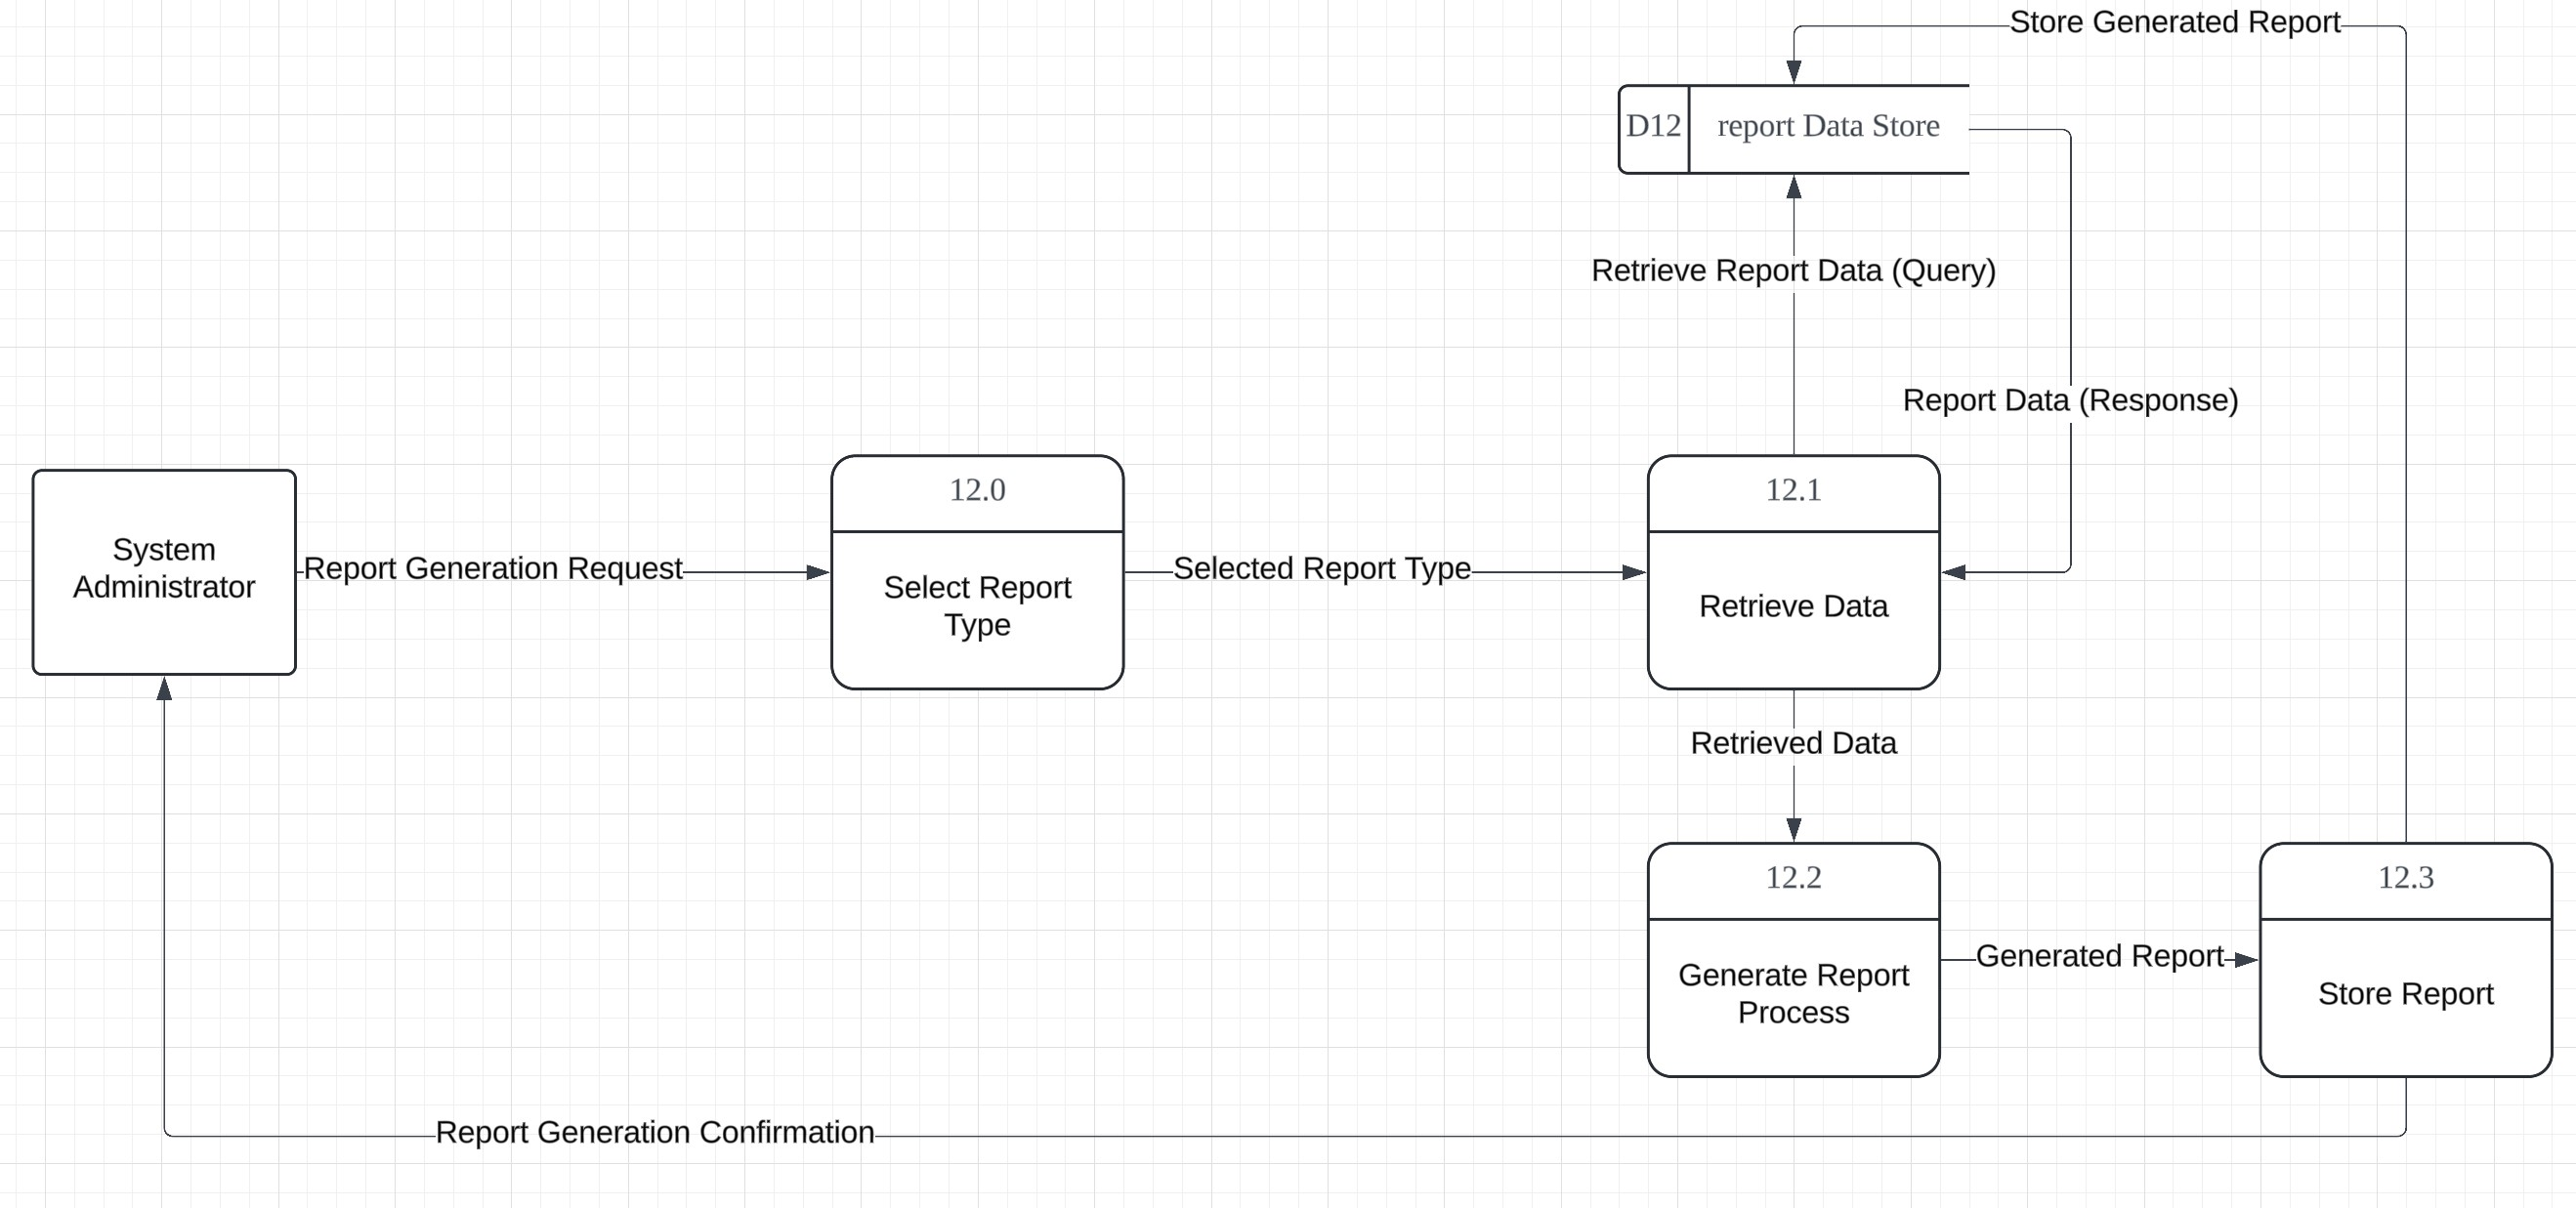 Store Generated Report
D12
report Data Store
Retrieve Report Data (Query)
Report Data (Response)
System
Administrator
Report Generation Request
12.0
Select Report
Type
Selected Report Type
12.1
Retrieve Data
Retrieved Data
12.2
Generate Report
Process
Generated Report
12.3
Store Report
Report Generation Confirmation